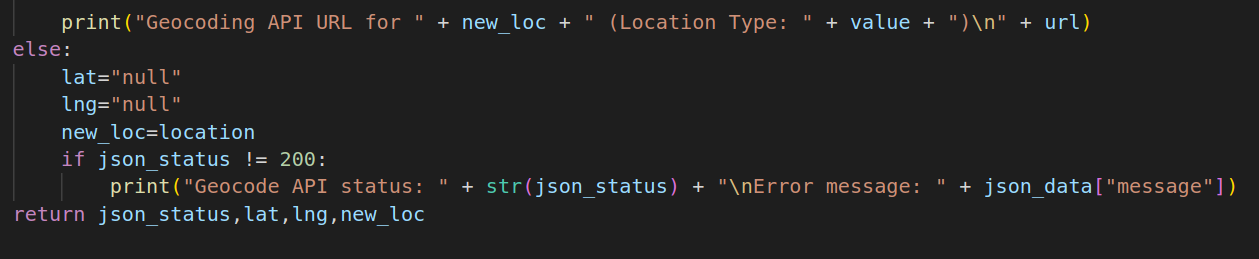 print("Geocoding API URL for " + new_loc + " (Location Type: " + value + ")\n" + url)
else:
lat="null"
lng="null"
new_loc=location
if json_status != 200:
print("Geocode API status: " + str(json_status) + "\nError message: " + json_data["message"])
return json_status,lat,lng,new_loc